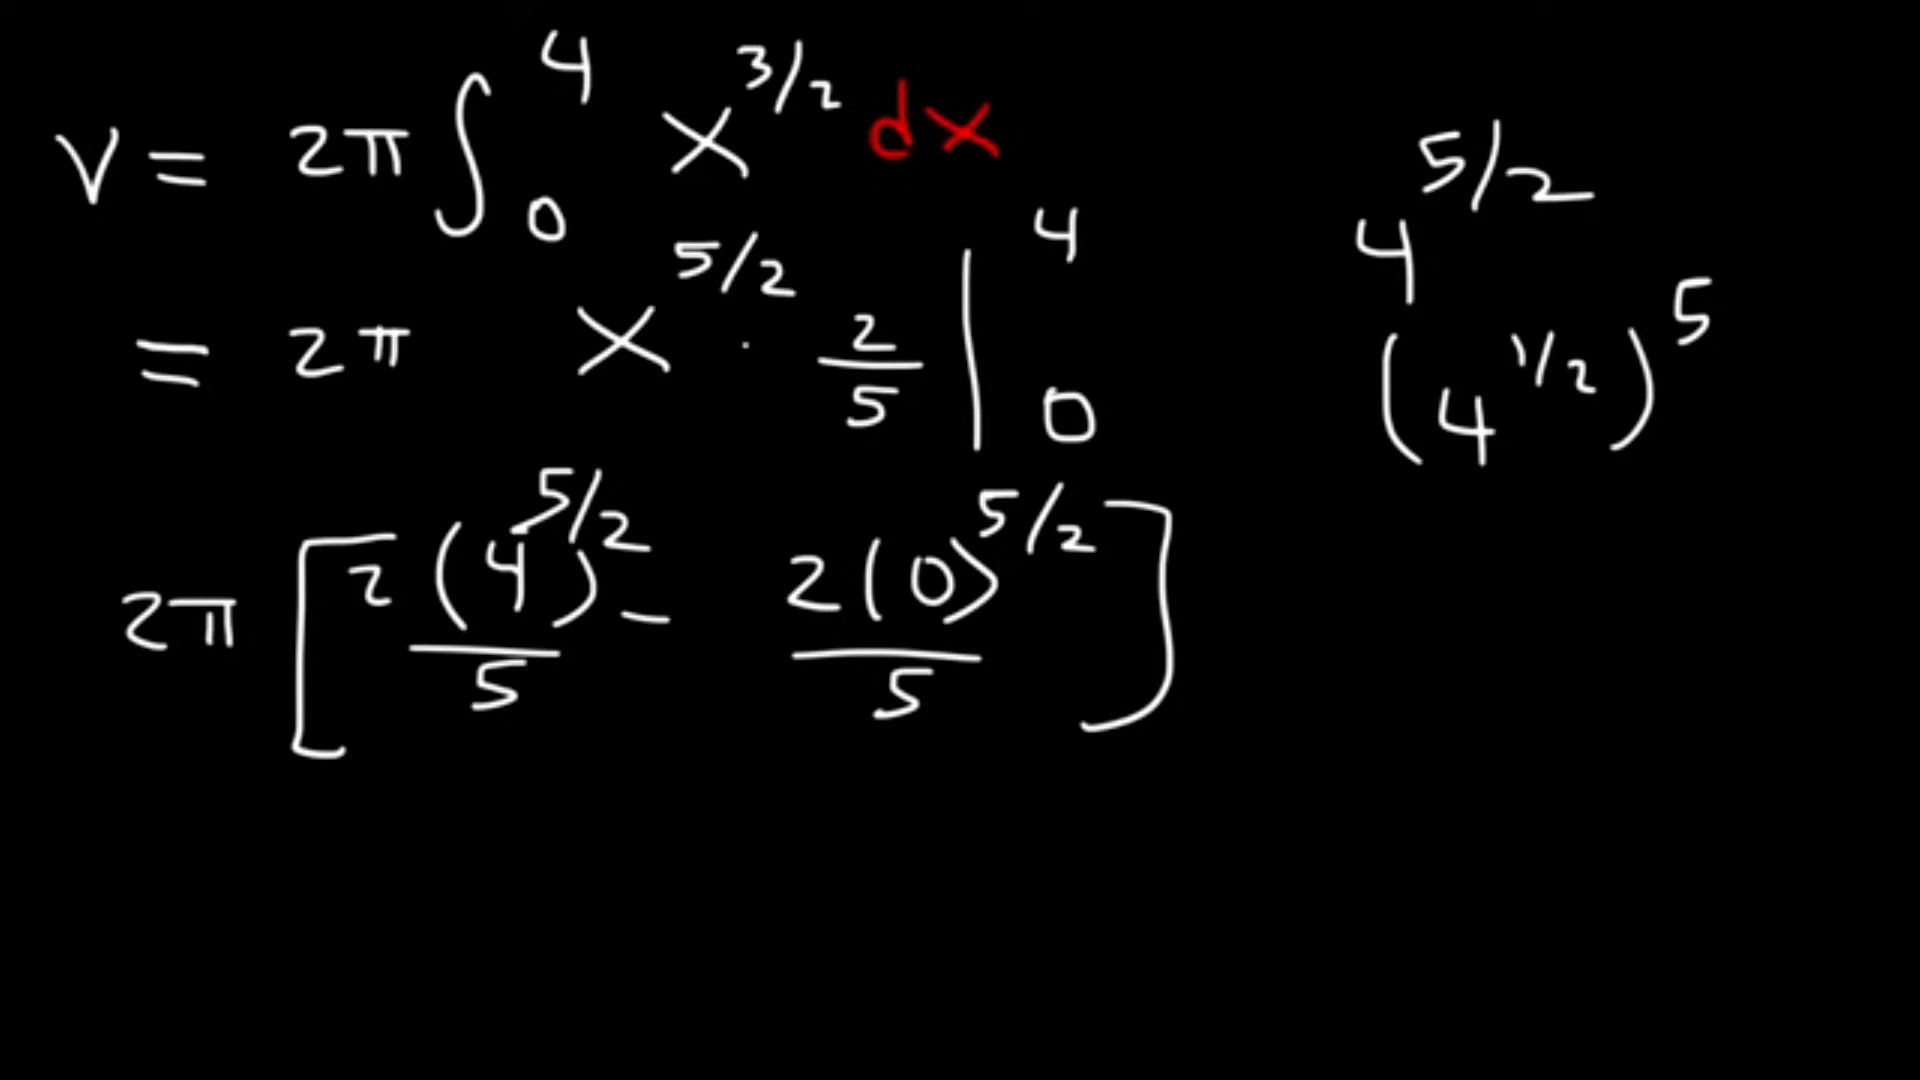 V = 2π ∫₀⁴ x^{3/2} dx
= 2π x^{5/2} · 2/5 |₀⁴
2π [ 2(4)^{5/2}/5 − 2(0)^{5/2}/5 ]
4^{5/2}
(4^{1/2})^5